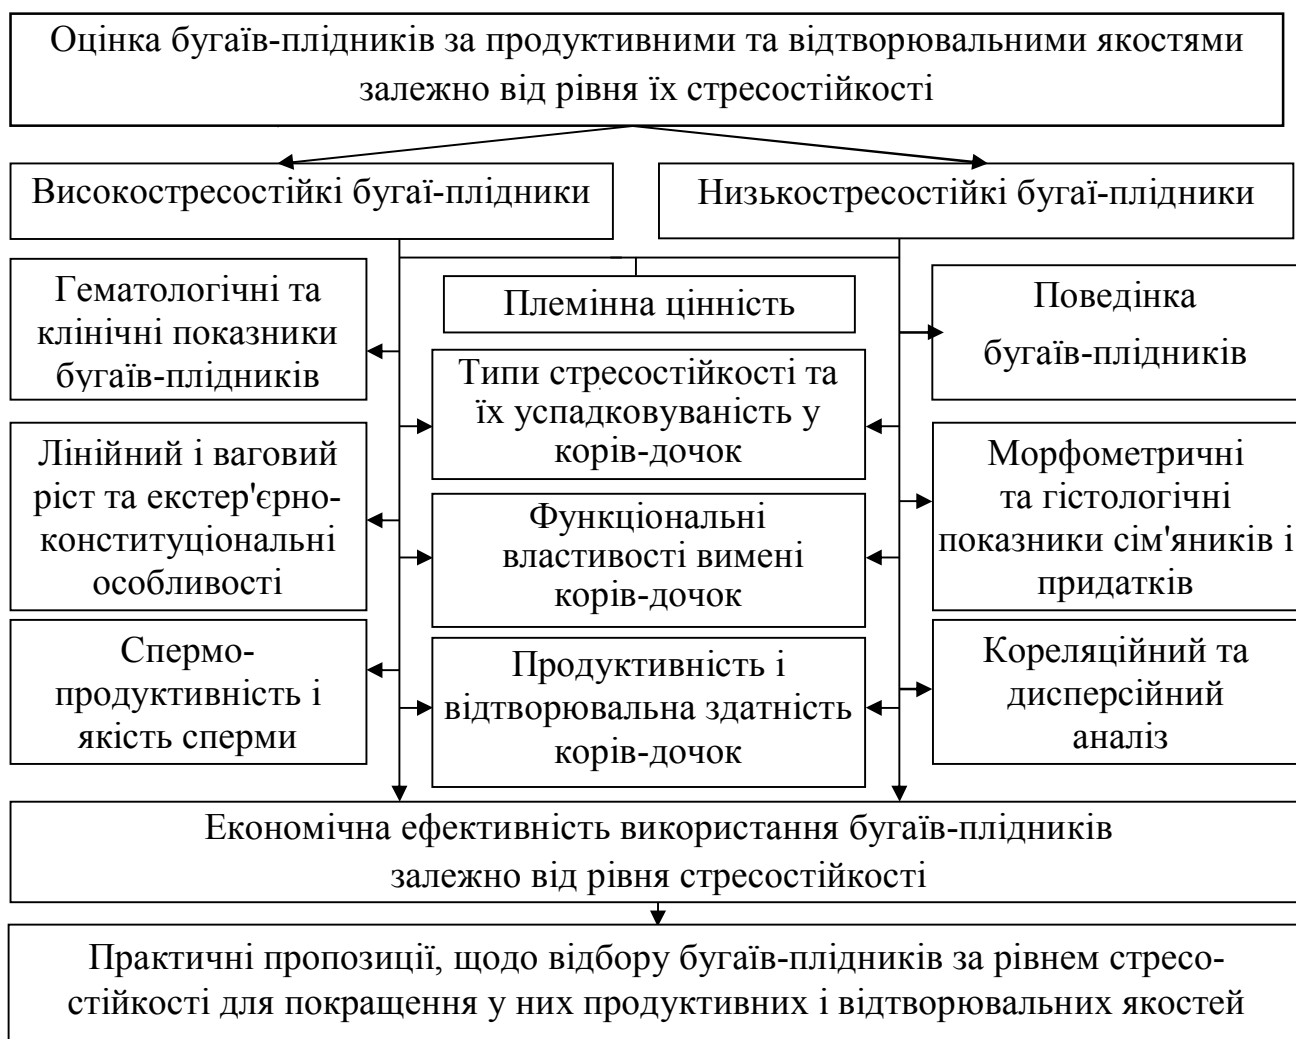 Оцінка бугаїв-плідників за продуктивними та відтворювальними якостями
залежно від рівня їх стресостійкості
Високостресостійкі бугаї-плідники
Низькостресостійкі бугаї-плідники
Гематологічні та
клінічні показники
бугаїв-плідників
Племінна цінність
Поведінка
бугаїв-плідників
Типи стресостійкості та
їх успадковуваність у
корів-дочок
Лінійний і ваговий
ріст та екстер'єрно-
конституціональні
особливості
Функціональні
властивості вимені
корів-дочок
Морфометричні
та гістологічні
показники сім'яників і
придатків
Спермо-
продуктивність і
якість сперми
Продуктивність і
відтворювальна здатність
корів-дочок
Кореляційний та
дисперсійний
аналіз
Економічна ефективність використання бугаїв-плідників
залежно від рівня стресостійкості
Практичні пропозиції, щодо відбору бугаїв-плідників за рівнем стресо-
стійкості для покращення у них продуктивних і відтворювальних якостей